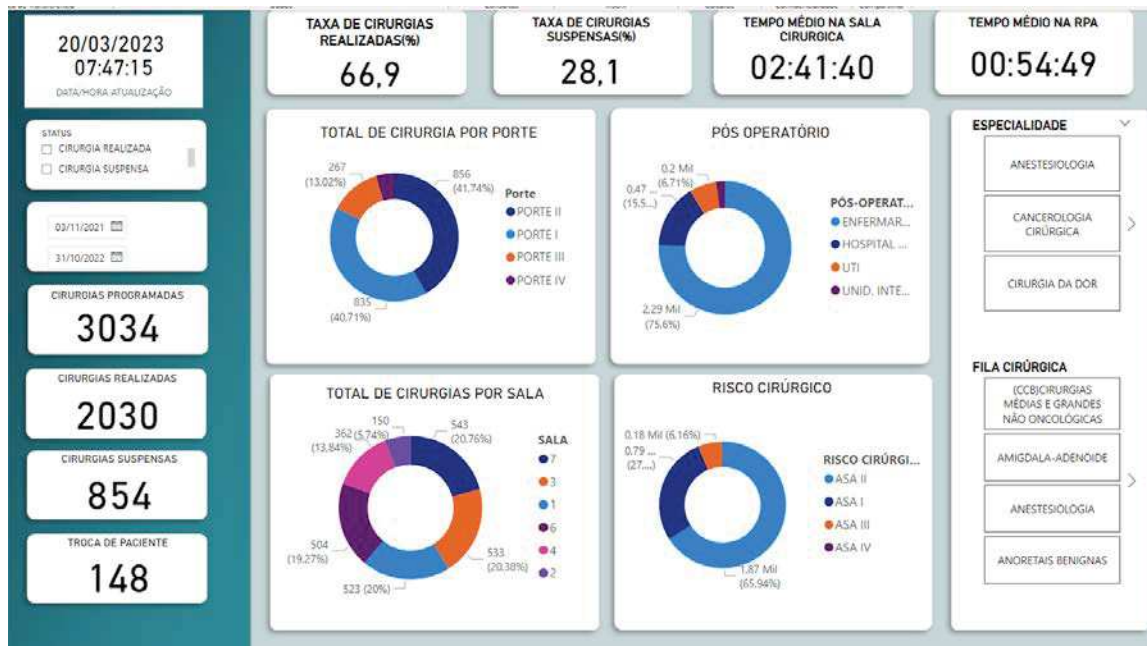 20/03/2023
07:47:15
DATA/HORA ATUALIZAÇÃO
STATUS
CIRURGIA REALIZADA
CIRURGIA SUSPENSA
03/11/2021
31/10/2022
CIRURGIAS PROGRAMADAS
3034
CIRURGIAS REALIZADAS
2030
CIRURGIAS SUSPENSAS
854
TROCA DE PACIENTE
148
TAXA DE CIRURGIAS
REALIZADAS(%)
66,9
TAXA DE CIRURGIAS
SUSPENSAS(%)
28,1
TEMPO MÉDIO NA SALA
CIRURGICA
02:41:40
TEMPO MÉDIO NA RPA
00:54:49
TOTAL DE CIRURGIA POR PORTE
267
(13.02%)
856
(41,74%)
835
(40.71%)
Porte
PORTE II
PORTE I
PORTE III
PORTE IV
PÓS OPERATÓRIO
0.2 Mil
(6.71%)
0.47 ...
(15,5...)
2,29 Mil
(75.6%)
PÓS-OPERAT...
ENFERMAR...
HOSPITAL ...
UTI
UNID. INTE...
TOTAL DE CIRURGIAS POR SALA
150
(5,74%)
362
(13,84%)
543
(20,76%)
504
(19,27%)
533
(20,38%)
523 (20%)
SALA
7
3
1
6
4
2
RISCO CIRÚRGICO
0,18 Mil (6,16%)
0.79 ...
(27,...)
1,87 Mil
(65,94%)
RISCO CIRÚRGI...
ASA II
ASA I
ASA III
ASA IV
ESPECIALIDADE
ANESTESIOLOGIA
CANCEROLOGIA
CIRÚRGICA
CIRURGIA DA DOR
FILA CIRÚRGICA
(CCB)CIRURGIAS
MÉDIAS E GRANDES
NÃO ONCOLÓGICAS
AMIGDALA-ADENOIDE
ANESTESIOLOGIA
ANORETAIS BENIGNAS